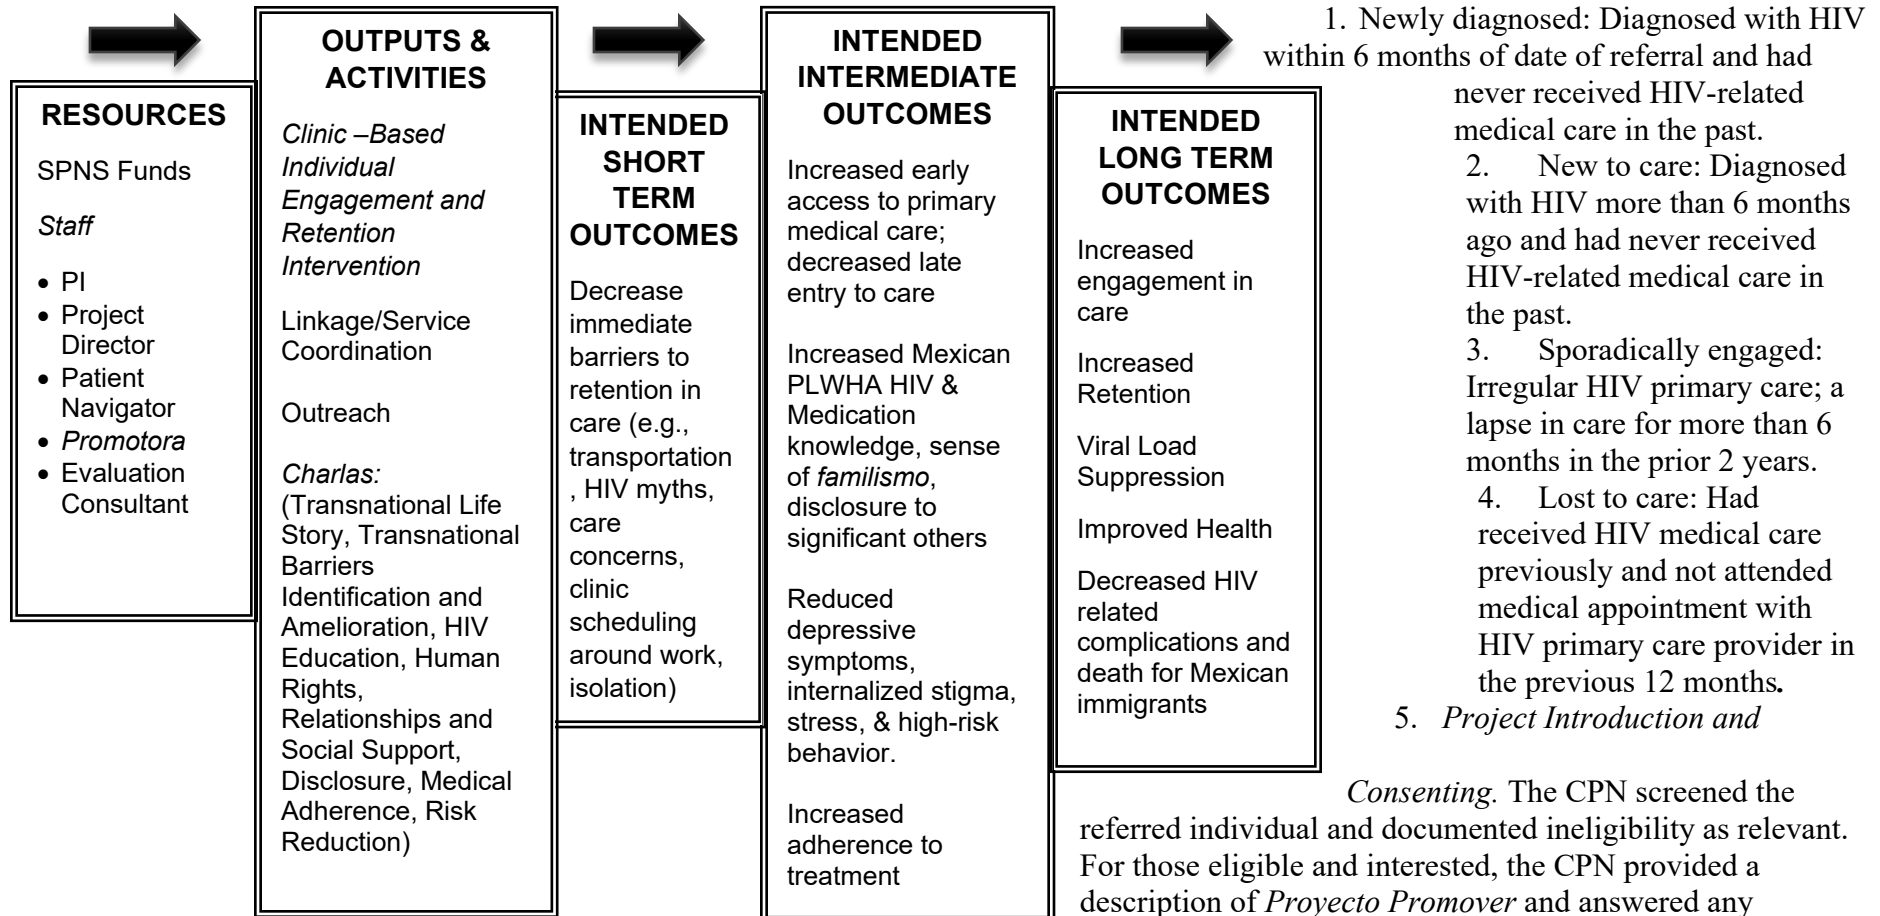 RESOURCES
SPNS Funds
Staff
• PI
• Project
Director
• Patient
Navigator
• Promotora
• Evaluation
Consultant
OUTPUTS &
ACTIVITIES
Clinic –Based
Individual
Engagement and
Retention
Intervention
Linkage/Service
Coordination
Outreach
Charlas:
(Transnational Life
Story, Transnational
Barriers
Identification and
Amelioration, HIV
Education, Human
Rights,
Relationships and
Social Support,
Disclosure, Medical
Adherence, Risk
Reduction)
INTENDED
SHORT
TERM
OUTCOMES
Decrease
immediate
barriers to
retention in
care (e.g.,
transportation
, HIV myths,
care
concerns,
clinic
scheduling
around work,
isolation)
INTENDED
INTERMEDIATE
OUTCOMES
Increased early
access to primary
medical care;
decreased late
entry to care
Increased Mexican
PLWHA HIV &
Medication
knowledge, sense
of familismo,
disclosure to
significant others
Reduced
depressive
symptoms,
internalized stigma,
stress, & high-risk
behavior.
Increased
adherence to
treatment
INTENDED
LONG TERM
OUTCOMES
Increased
engagement in
care
Increased
Retention
Viral Load
Suppression
Improved Health
Decreased HIV
related
complications and
death for Mexican
immigrants
1. Newly diagnosed: Diagnosed with HIV
within 6 months of date of referral and had
never received HIV-related
medical care in the past.
2. New to care: Diagnosed
with HIV more than 6 months
ago and had never received
HIV-related medical care in
the past.
3. Sporadically engaged:
Irregular HIV primary care; a
lapse in care for more than 6
months in the prior 2 years.
4. Lost to care: Had
received HIV medical care
previously and not attended
medical appointment with
HIV primary care provider in
the previous 12 months.
5. Project Introduction and
Consenting. The CPN screened the
referred individual and documented ineligibility as relevant.
For those eligible and interested, the CPN provided a
description of Proyecto Promover and answered any